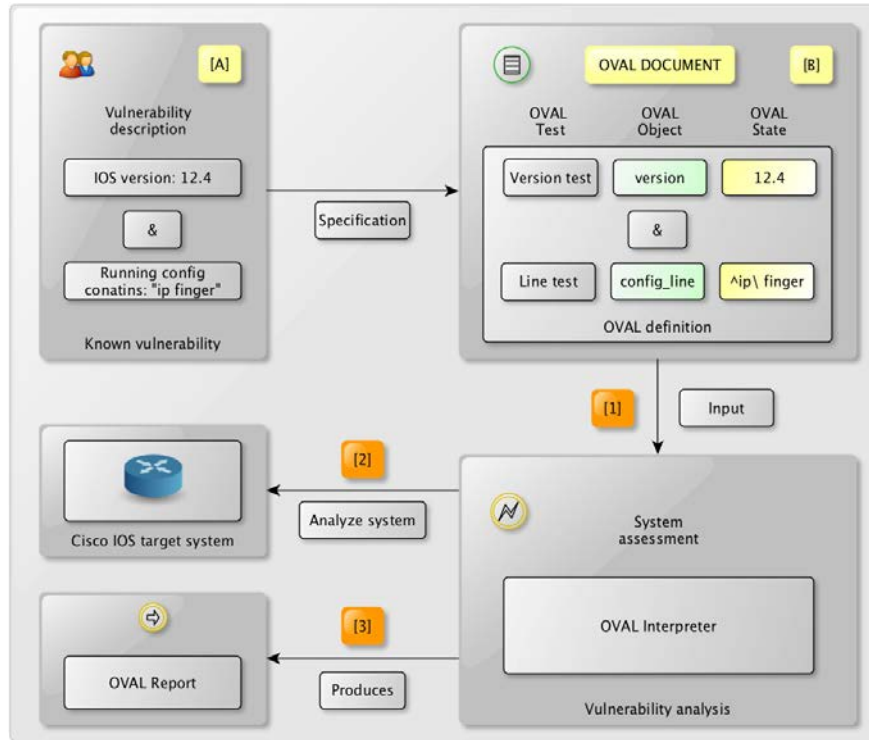 [A]
Vulnerability
description
IOS version: 12.4
&
Running config
conatins: "ip finger"
Known vulnerability
Specification
OVAL DOCUMENT
[B]
OVAL
Test
OVAL
Object
OVAL
State
Version test
version
12.4
&
Line test
config_line
^ip\ finger
OVAL definition
[1]
Input
Cisco IOS target system
[2]
Analyze system
System
assessment
OVAL Interpreter
Vulnerability analysis
[3]
Produces
OVAL Report